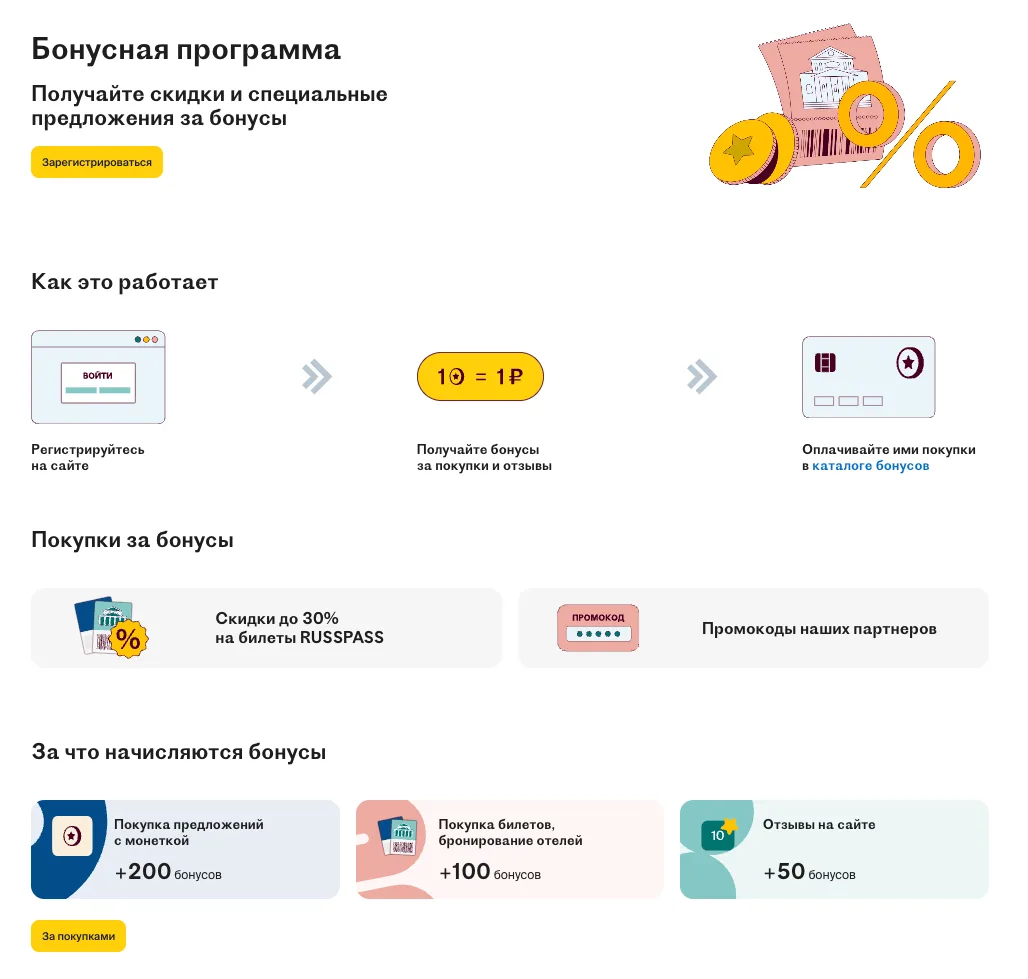 Бонусная программа
Получайте скидки и специальные
предложения за бонусы
Зарегистрироваться
Как это работает
ВОЙТИ
1 = 1₽
Регистрируйтесь
на сайте
Получайте бонусы
за покупки и отзывы
Оплачивайте ими покупки
в каталоге бонусов
Покупки за бонусы
%
Скидки до 30%
на билеты RUSSPASS
ПРОМОКОД
Промокоды наших партнеров
За что начисляются бонусы
Покупка предложений
с монеткой
+200 бонусов
Покупка билетов,
бронирование отелей
+100 бонусов
10
Отзывы на сайте
+50 бонусов
За покупками